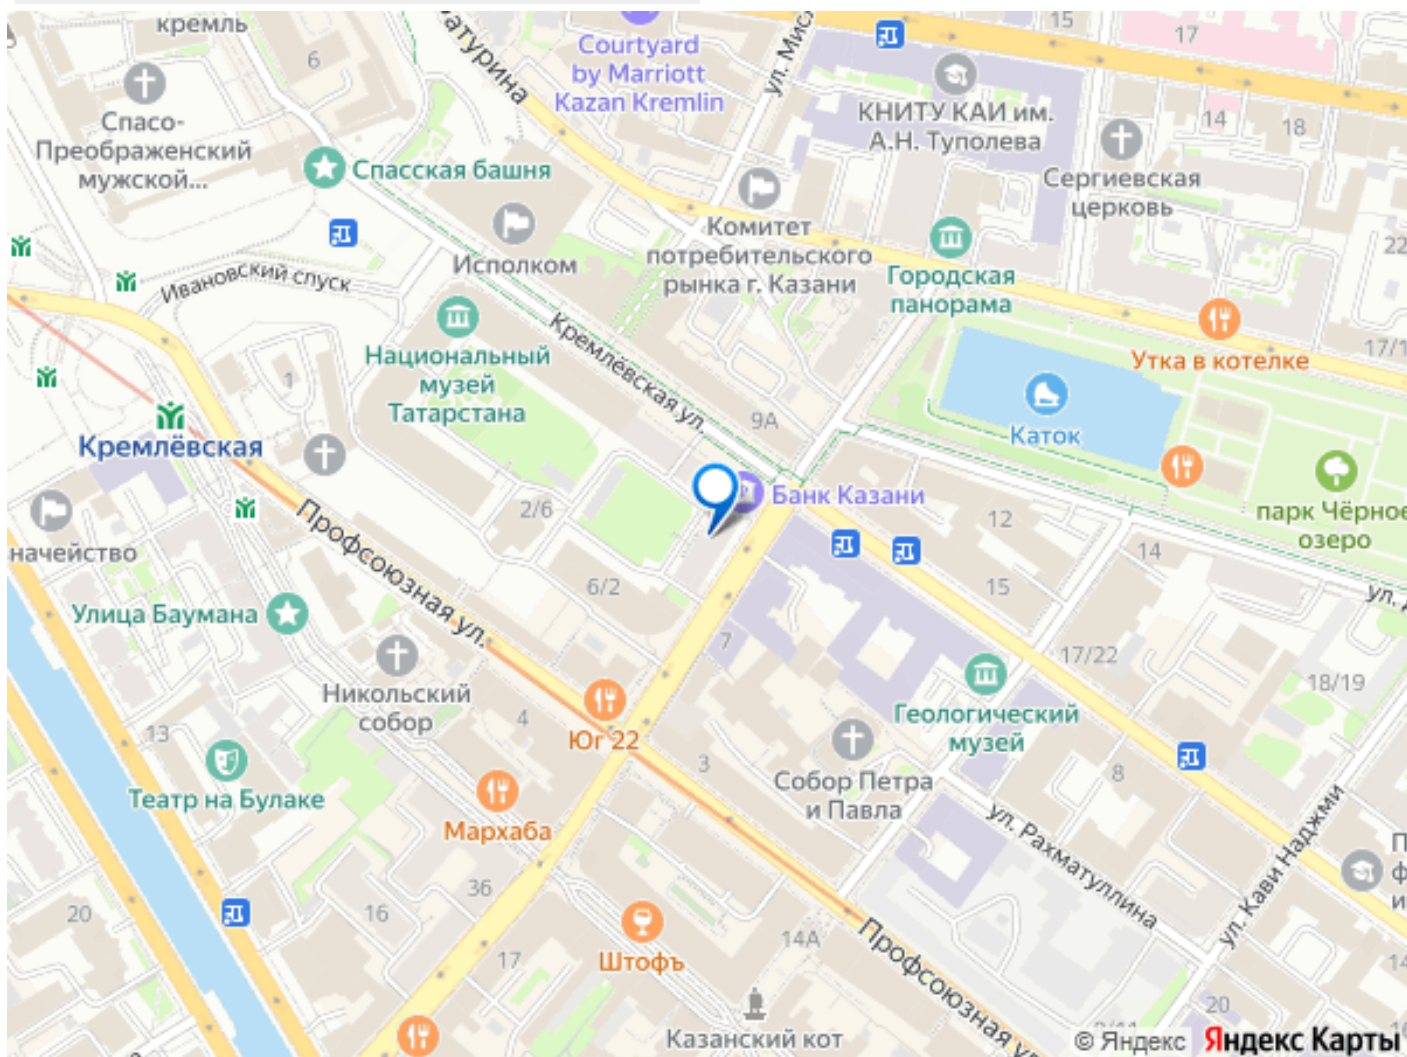 кремль
6
Спасо-
Преображенский
мужской...
Спасская башня
Исполком
Ивановский спуск
Батурина
Courtyard
by Marriott
Kazan Kremlin
ул. Мисл
15
17
КНИТУ КАИ им.
А.Н. Туполева
14
18
Сергиевская
церковь
Комитет
потребительского
рынка г. Казани
Городская
панорама
22
Утка в котелке
17/1
Национальный
музей
Татарстана
Кремлёвская ул.
1
9А
Каток
Кремлёвская
Банк Казани
парк Чёрное
озеро
2/6
12
14
начейство
Профсоюзная ул.
6/2
15
ул. Д
Улица Баумана
7
17/22
18/19
Никольский
собор
Геологический
музей
13
4
Юг 22
3
Собор Петра
и Павла
8
Театр на Булаке
Мархаба
ул. Рахматуллина
ул. Кави Наджми
П
ф
и
36
20
16
Штофъ
14А
Профсоюзная ул.
17
14
20
16
Казанский кот
© Яндекс Яндекс Карты